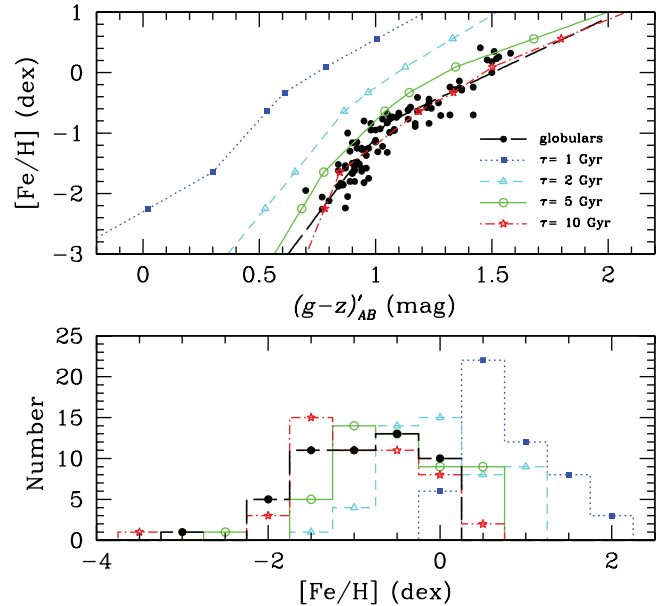 1
0
−1
−2
−3
[Fe/H] (dex)
globulars
τ= 1 Gyr
τ= 2 Gyr
τ= 5 Gyr
τ= 10 Gyr
0
0.5
1
1.5
2
(g−z)′AB (mag)
25
20
15
10
5
0
Number
−4
−2
0
2
[Fe/H] (dex)